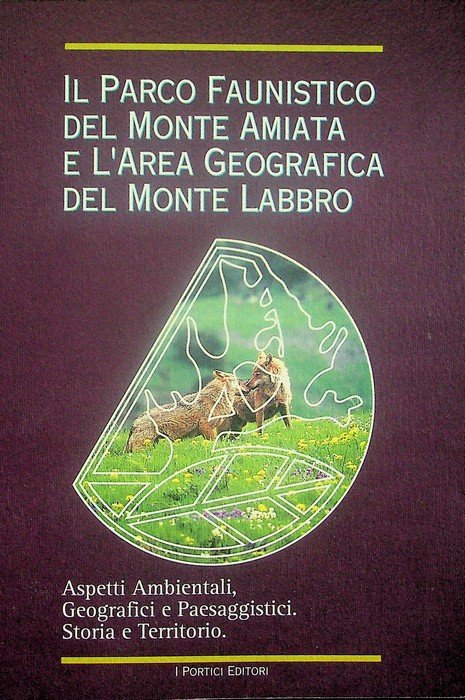 IL PARCO FAUNISTICO
DEL MONTE AMIATA
E L'AREA GEOGRAFICA
DEL MONTE LABBRO
Aspetti Ambientali,
Geografici e Paesaggistici.
Storia e Territorio.
I PORTICI EDITORI